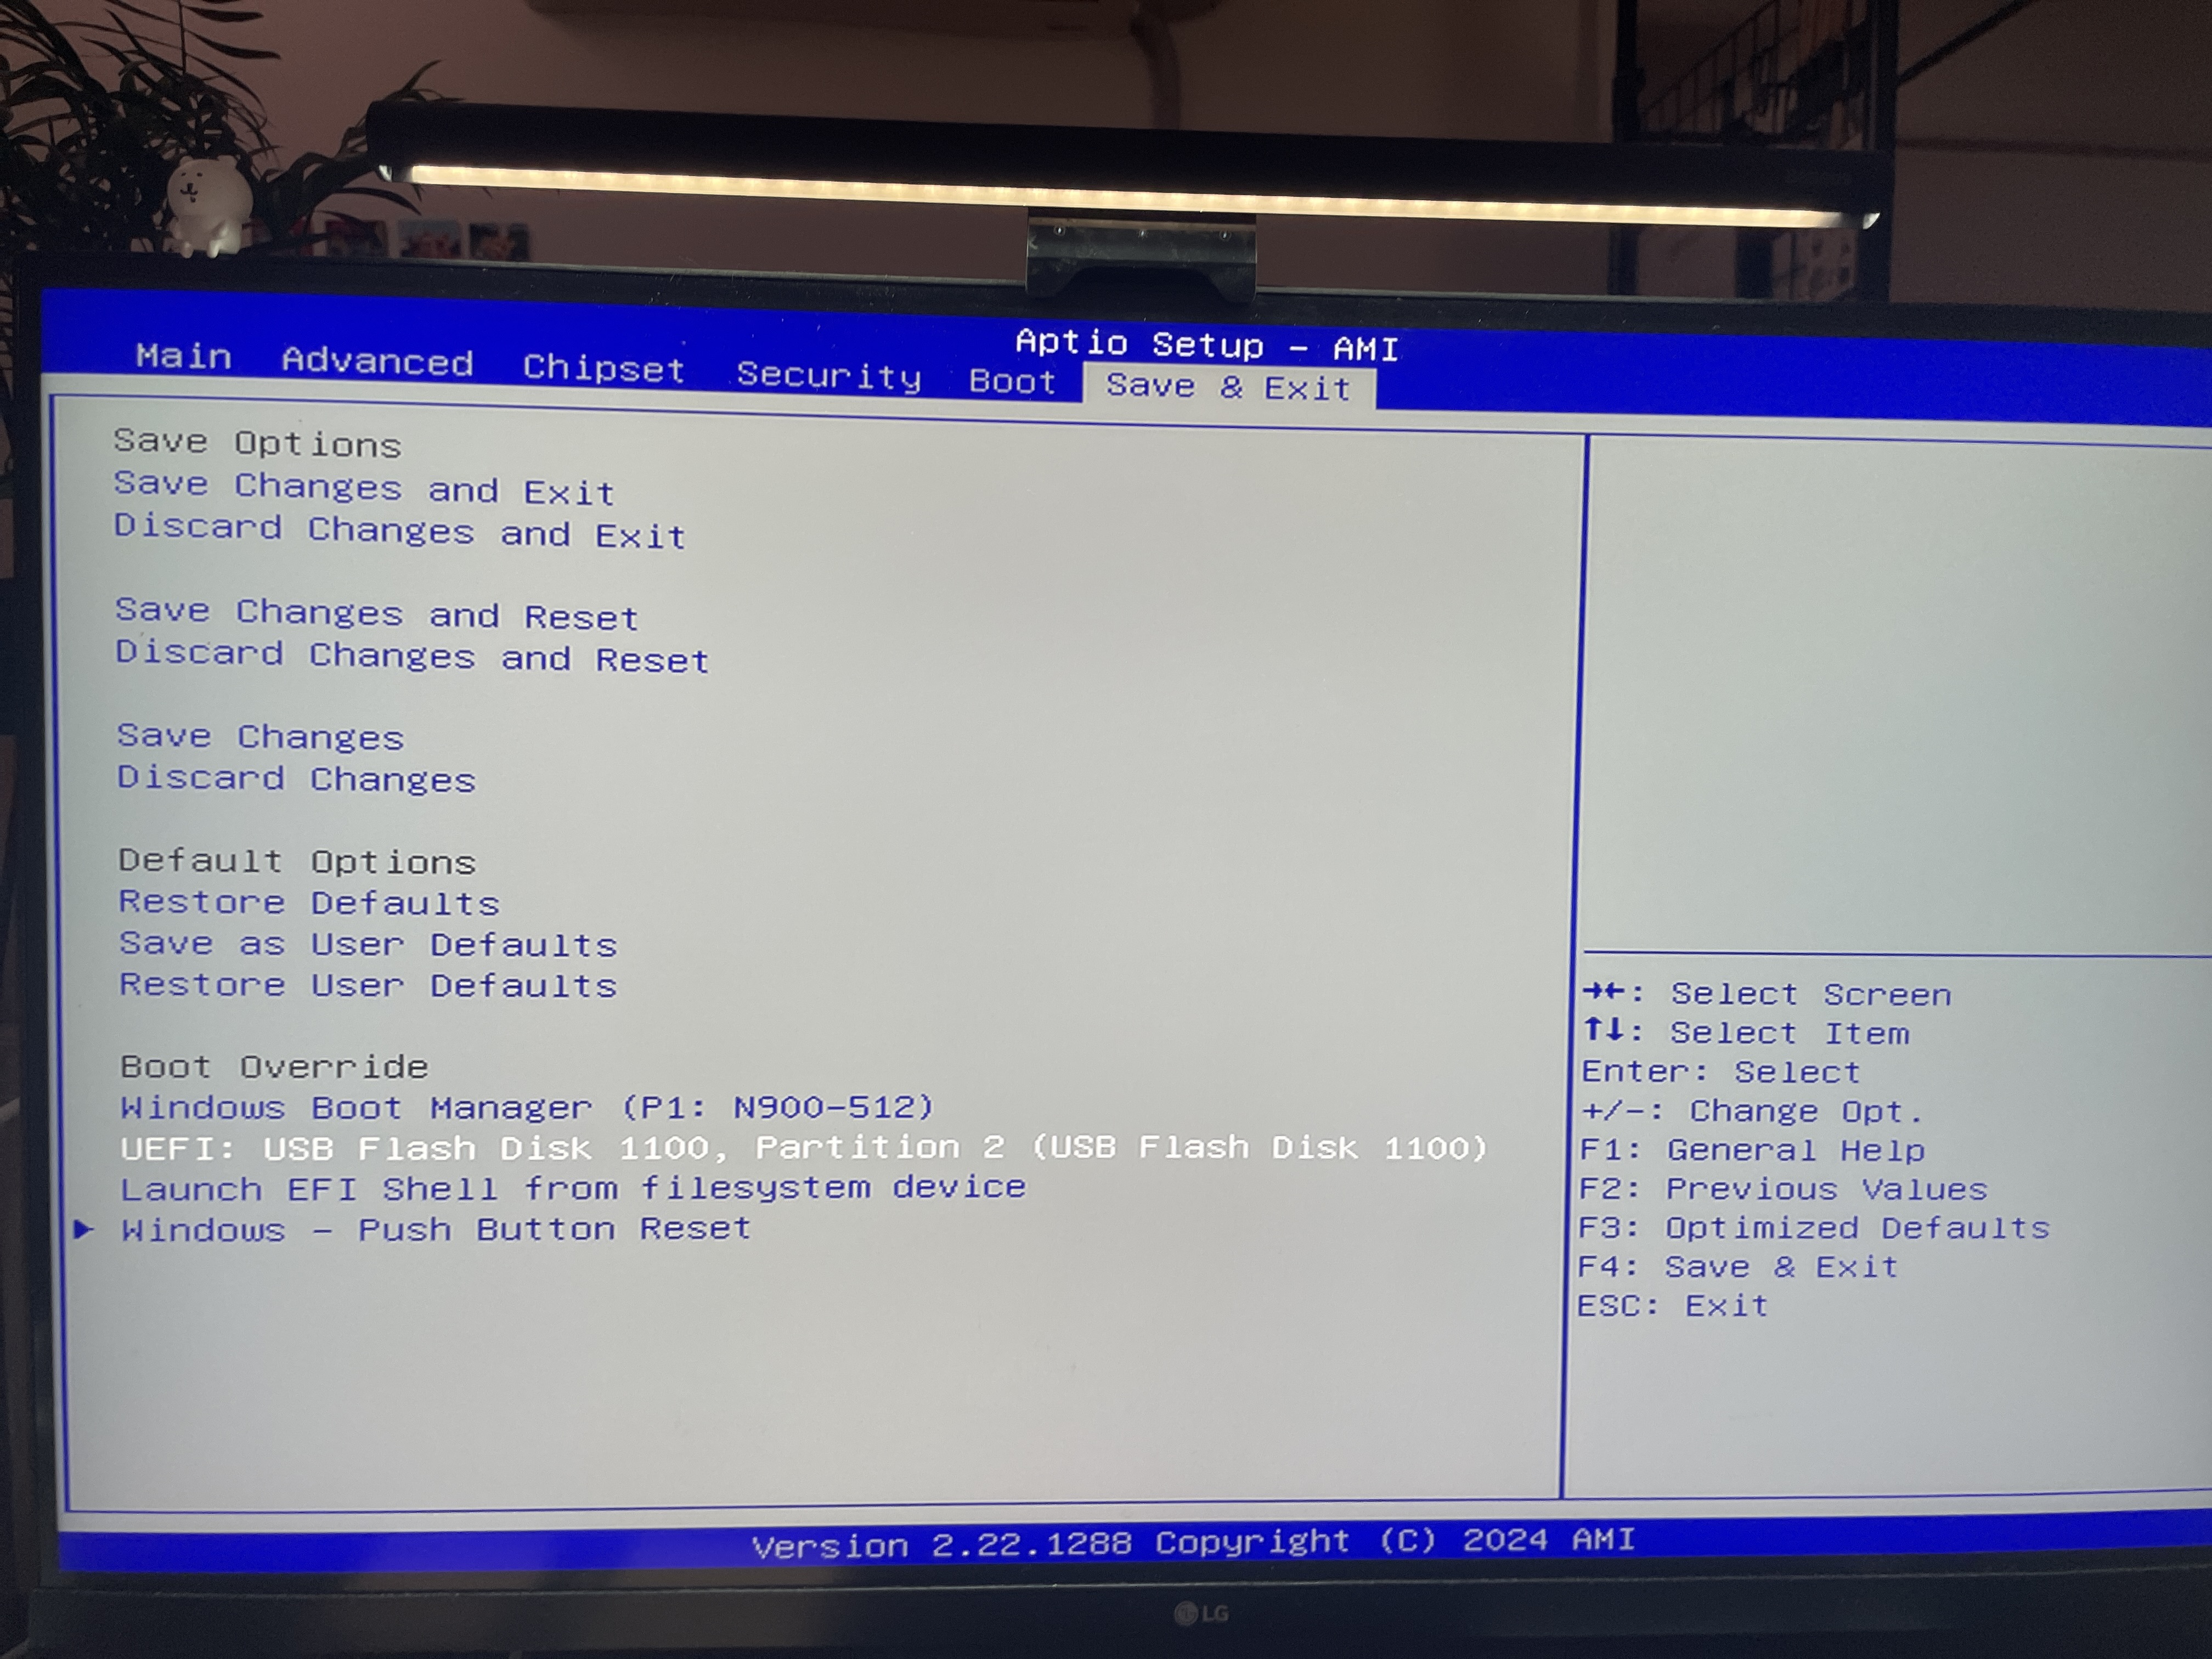 Aptio Setup - AMI
Main Advanced Chipset Security Boot Save & Exit
Save Options
Save Changes and Exit
Discard Changes and Exit
Save Changes and Reset
Discard Changes and Reset
Save Changes
Discard Changes
Default Options
Restore Defaults
Save as User Defaults
Restore User Defaults
Boot Override
Windows Boot Manager (P1: N900-512)
UEFI: USB Flash Disk 1100, Partition 2 (USB Flash Disk 1100)
Launch EFI Shell from filesystem device
► Windows - Push Button Reset
→←: Select Screen
↑↓: Select Item
Enter: Select
+/-: Change Opt.
F1: General Help
F2: Previous Values
F3: Optimized Defaults
F4: Save & Exit
ESC: Exit
Version 2.22.1288 Copyright (C) 2024 AMI
LG